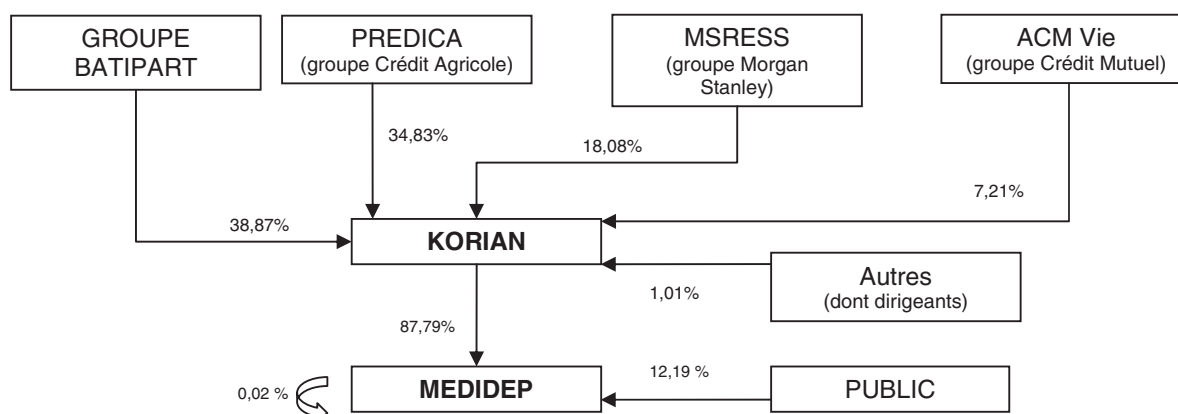 GROUPE
BATIPART
PREDICA
(groupe Crédit Agricole)
MSRESS
(groupe Morgan
Stanley)
ACM Vie
(groupe Crédit Mutuel)
34,83%
18,08%
7,21%
38,87%
KORIAN
1,01%
Autres
(dont dirigeants)
87,79%
0,02 %
MEDIDEP
12,19 %
PUBLIC